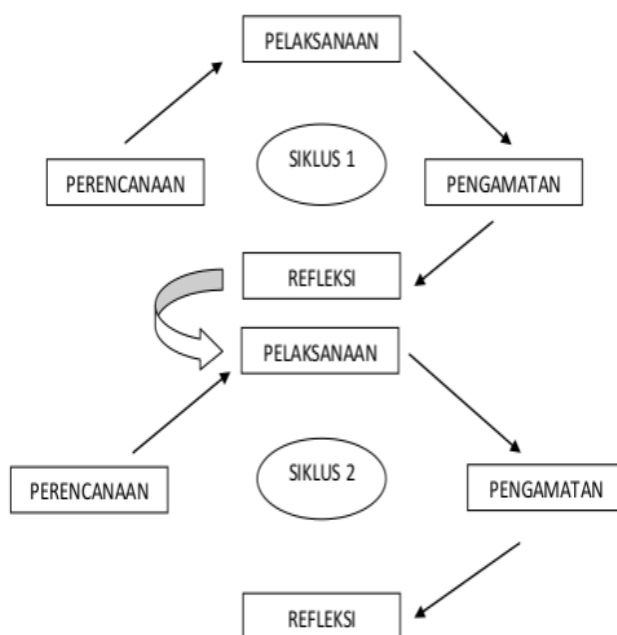 PELAKSANAAN
SIKLUS 1
PERENCANAAN
PENGAMATAN
REFLEKSI
PELAKSANAAN
SIKLUS 2
PERENCANAAN
PENGAMATAN
REFLEKSI